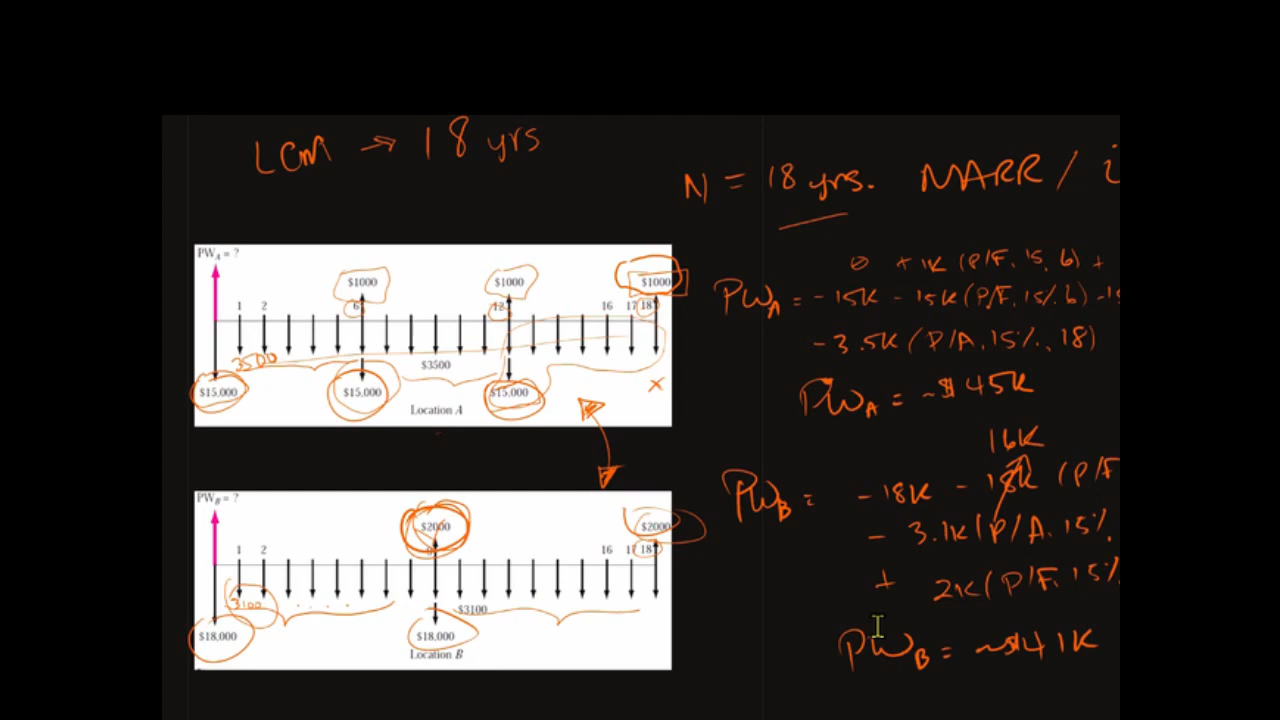 LCM → 18 yrs
N = 18 yrs. MARR / i
PW_A = ?
$1000 $1000 $1000
1 2 6 12 16 17 18
3500
$3500
$15,000 $15,000 $15,000
Location A
x
0 + 1K (P/F, 15, 6) +
PW_A = -15K - 15K (P/F, 15%, 6) - 15
- 3.5K (P/A, 15%, 18)
PW_A = ~$45K
PW_B = ?
$2000 $2000
1 2 9 16 17 18
3100 . . . .
$3100
$18,000 $18,000
Location B
16K
PW_B = - 18K - 18K (P/F
- 3.1K (P/A, 15%
+ 2K (P/F, 15%
PW_B = ~$41K